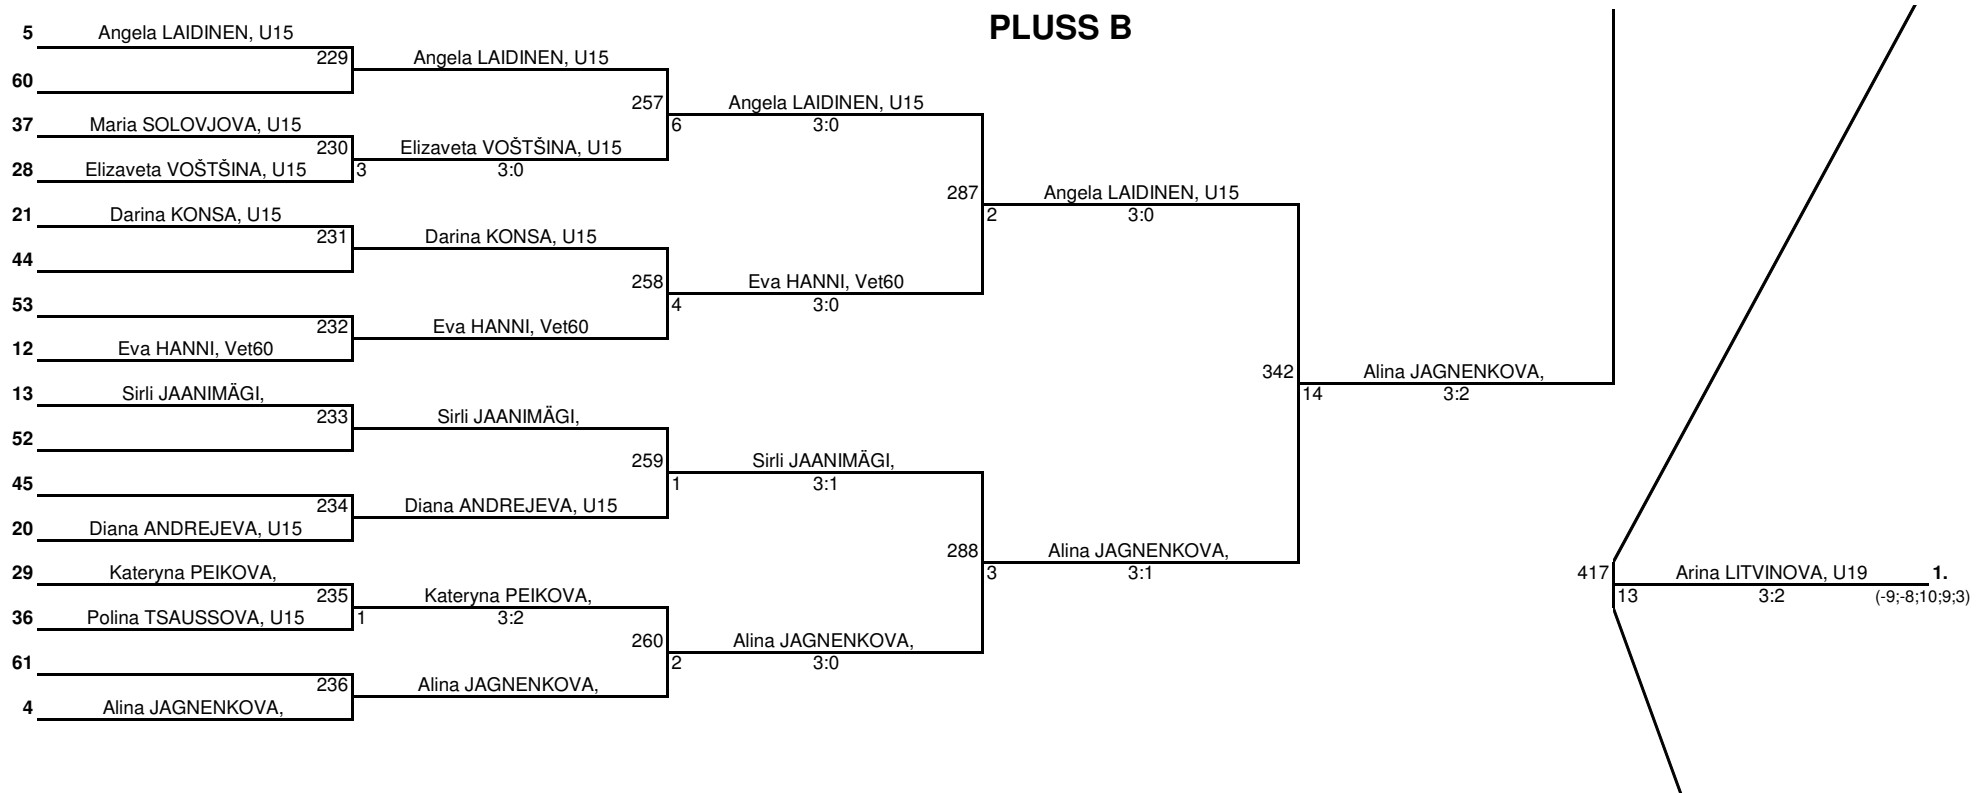 PLUSS B
5 Angela LAIDINEN, U15
229 Angela LAIDINEN, U15
60
257 Angela LAIDINEN, U15
37 Maria SOLOVJOVA, U15
6 3:0
230 Elizaveta VOŠTŠINA, U15
28 Elizaveta VOŠTŠINA, U15
3 3:0
287 Angela LAIDINEN, U15
21 Darina KONSA, U15
2 3:0
231 Darina KONSA, U15
44
258 Eva HANNI, Vet60
53
4 3:0
232 Eva HANNI, Vet60
12 Eva HANNI, Vet60
342 Alina JAGNENKOVA,
13 Sirli JAANIMÄGI,
14 3:2
233 Sirli JAANIMÄGI,
52
259 Sirli JAANIMÄGI,
45
1 3:1
234 Diana ANDREJEVA, U15
20 Diana ANDREJEVA, U15
288 Alina JAGNENKOVA,
29 Kateryna PEIKOVA,
3 3:1
417 Arina LITVINOVA, U19 1.
13 3:2 (-9;-8;10;9;3)
235 Kateryna PEIKOVA,
36 Polina TSAUSSOVA, U15
1 3:2
260 Alina JAGNENKOVA,
61
2 3:0
236 Alina JAGNENKOVA,
4 Alina JAGNENKOVA,